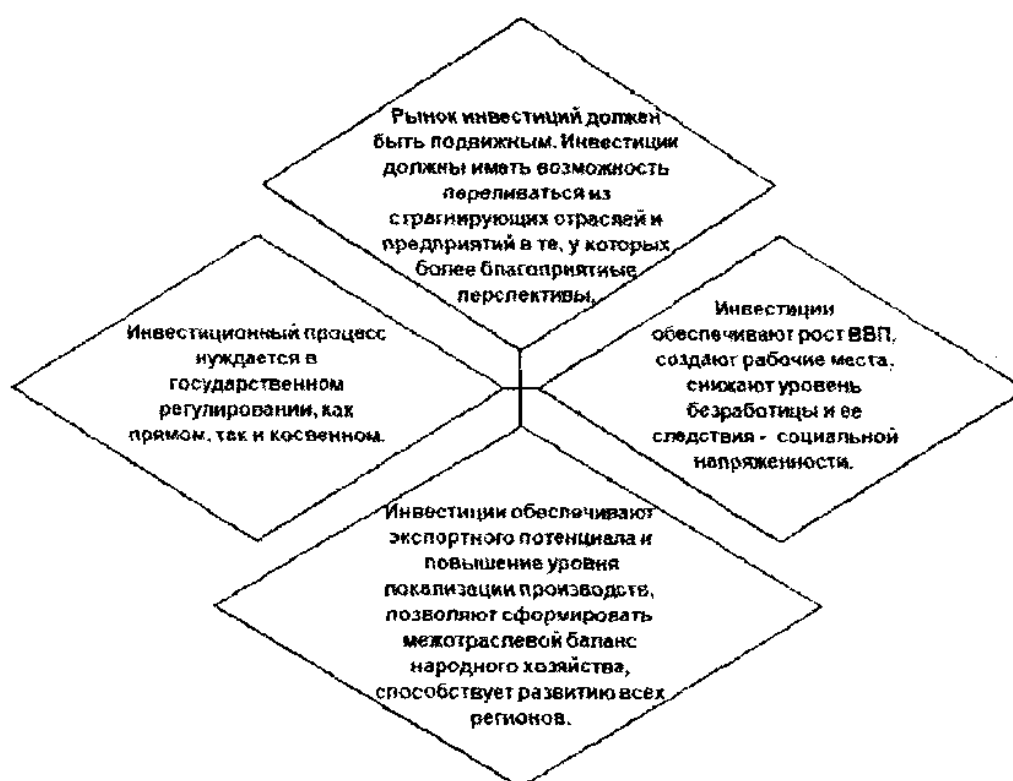 Рынок инвестиций должен
быть подвижным. Инвестиции
должны иметь возможность
переливаться из
страгнирующих отраслей и
предприятий в те, у которых
более благоприятные
перспективы.
Инвестиционный процесс
нуждается в
государственном
регулировании, как
прямом, так и косвенном.
Инвестиции
обеспечивают рост ВВП,
создают рабочие места,
снижают уровень
безработицы и ее
следствия - социальной
напряженности.
Инвестиции обеспечивают
экспортного потенциала и
повышение уровня
локализации производств,
позволяют сформировать
межотраслевой баланс
народного хозяйства,
способствует развитию всех
регионов.